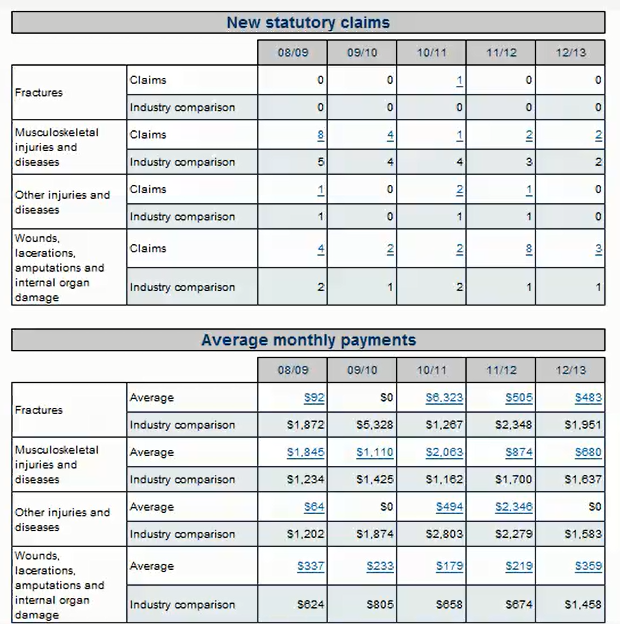 New statutory claims
08/09 09/10 10/11 11/12 12/13
Fractures
Claims 0 0 1 0 0
Industry comparison 0 0 0 0 0
Musculoskeletal
injuries and
diseases
Claims 8 4 1 2 2
Industry comparison 5 4 4 3 2
Other injuries and
diseases
Claims 1 0 2 1 0
Industry comparison 1 0 1 1 0
Wounds,
lacerations,
amputations and
internal organ
damage
Claims 4 2 2 8 3
Industry comparison 2 1 2 1 1
Average monthly payments
08/09 09/10 10/11 11/12 12/13
Fractures
Average $92 $0 $6,323 $505 $483
Industry comparison $1,872 $5,328 $1,267 $2,348 $1,951
Musculoskeletal
injuries and
diseases
Average $1,845 $1,110 $2,063 $874 $680
Industry comparison $1,234 $1,425 $1,162 $1,700 $1,637
Other injuries and
diseases
Average $64 $0 $494 $2,346 $0
Industry comparison $1,202 $1,874 $2,803 $2,279 $1,583
Wounds,
lacerations,
amputations and
internal organ
damage
Average $337 $233 $179 $219 $359
Industry comparison $624 $805 $658 $674 $1,458